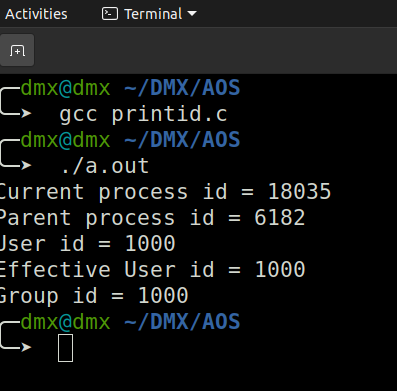 Activities Terminal
dmx@dmx ~/DMX/AOS
gcc printid.c
dmx@dmx ~/DMX/AOS
./a.out
Current process id = 18035
Parent process id = 6182
User id = 1000
Effective User id = 1000
Group id = 1000
dmx@dmx ~/DMX/AOS